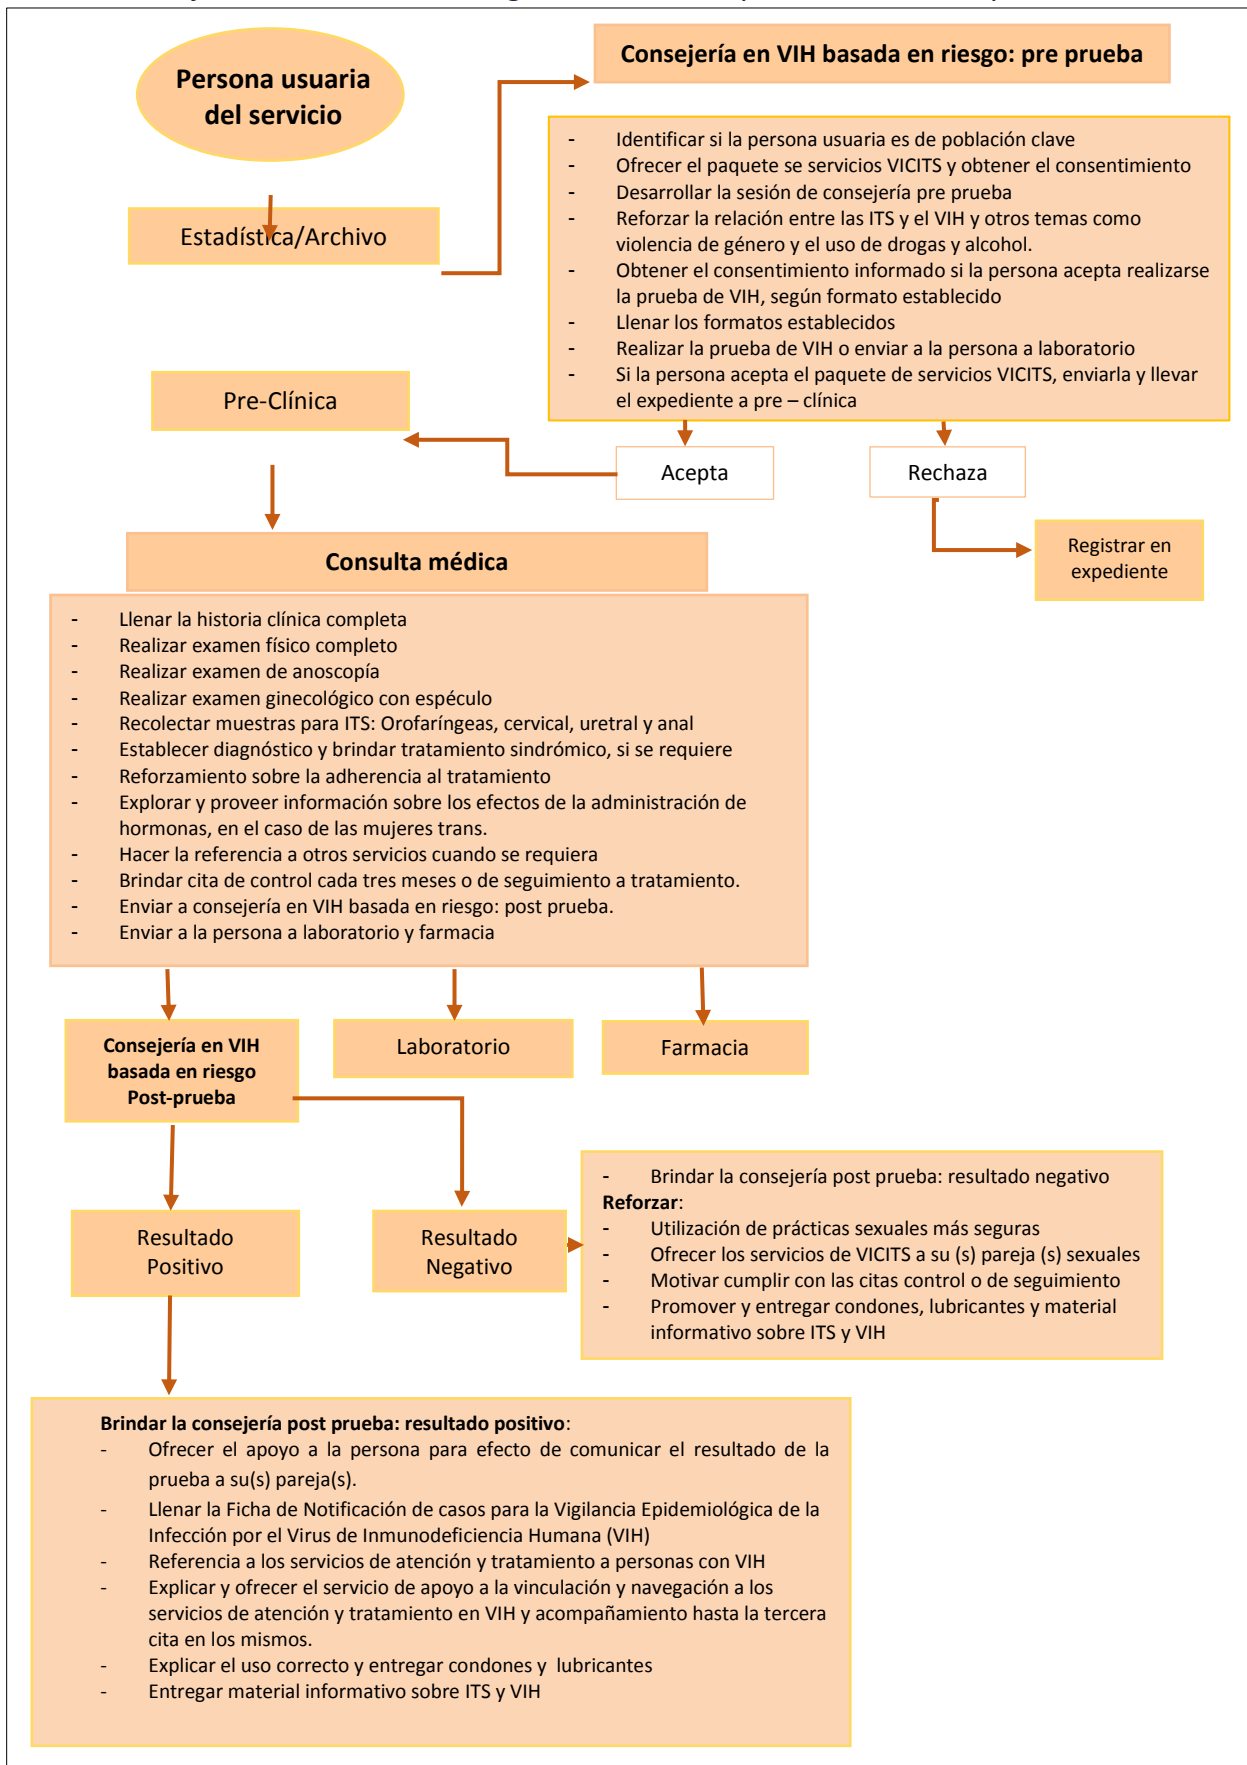 Persona usuaria
del servicio
Consejería en VIH basada en riesgo: pre prueba
Estadística/Archivo
- Identificar si la persona usuaria es de población clave
- Ofrecer el paquete se servicios VICITS y obtener el consentimiento
- Desarrollar la sesión de consejería pre prueba
- Reforzar la relación entre las ITS y el VIH y otros temas como
violencia de género y el uso de drogas y alcohol.
- Obtener el consentimiento informado si la persona acepta realizarse
la prueba de VIH, según formato establecido
- Llenar los formatos establecidos
- Realizar la prueba de VIH o enviar a la persona a laboratorio
- Si la persona acepta el paquete de servicios VICITS, enviarla y llevar
el expediente a pre – clínica
Pre-Clínica
Acepta
Rechaza
Registrar en
expediente
Consulta médica
- Llenar la historia clínica completa
- Realizar examen físico completo
- Realizar examen de anoscopía
- Realizar examen ginecológico con espéculo
- Recolectar muestras para ITS: Orofaríngeas, cervical, uretral y anal
- Establecer diagnóstico y brindar tratamiento sindrómico, si se requiere
- Reforzamiento sobre la adherencia al tratamiento
- Explorar y proveer información sobre los efectos de la administración de
hormonas, en el caso de las mujeres trans.
- Hacer la referencia a otros servicios cuando se requiera
- Brindar cita de control cada tres meses o de seguimiento a tratamiento.
- Enviar a consejería en VIH basada en riesgo: post prueba.
- Enviar a la persona a laboratorio y farmacia
Consejería en VIH
basada en riesgo
Post-prueba
Laboratorio
Farmacia
Resultado
Positivo
Resultado
Negativo
- Brindar la consejería post prueba: resultado negativo
Reforzar:
- Utilización de prácticas sexuales más seguras
- Ofrecer los servicios de VICITS a su (s) pareja (s) sexuales
- Motivar cumplir con las citas control o de seguimiento
- Promover y entregar condones, lubricantes y material
informativo sobre ITS y VIH
Brindar la consejería post prueba: resultado positivo:
- Ofrecer el apoyo a la persona para efecto de comunicar el resultado de la
prueba a su(s) pareja(s).
- Llenar la Ficha de Notificación de casos para la Vigilancia Epidemiológica de la
Infección por el Virus de Inmunodeficiencia Humana (VIH)
- Referencia a los servicios de atención y tratamiento a personas con VIH
- Explicar y ofrecer el servicio de apoyo a la vinculación y navegación a los
servicios de atención y tratamiento en VIH y acompañamiento hasta la tercera
cita en los mismos.
- Explicar el uso correcto y entregar condones y lubricantes
- Entregar material informativo sobre ITS y VIH